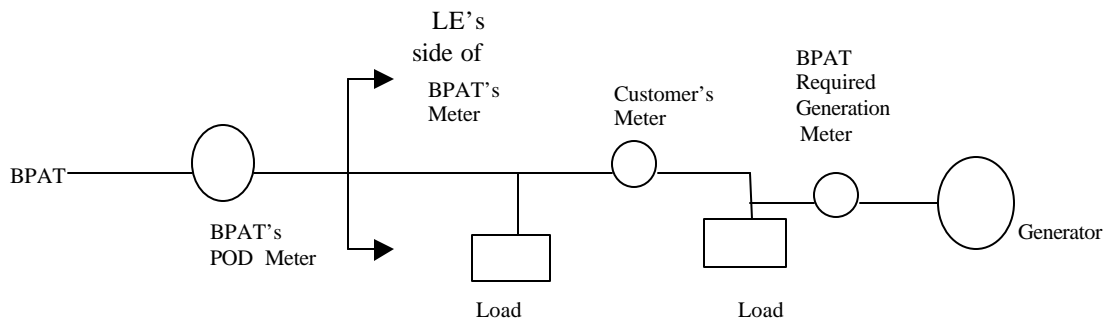 LE's
side of
BPAT's
Meter
Customer's
Meter
BPAT
Required
Generation
Meter
BPAT
BPAT's
POD Meter
Generator
Load
Load